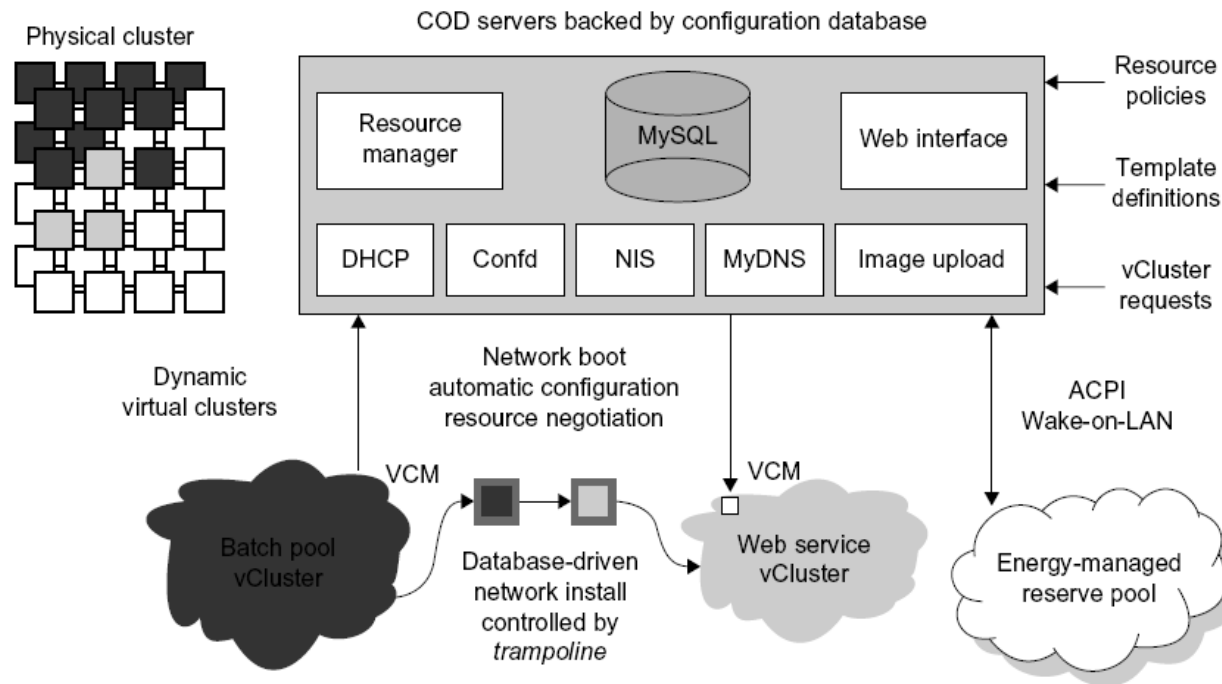 COD servers backed by configuration database
Physical cluster
Resource
policies
Resource
manager
MySQL
Web interface
Template
definitions
DHCP
Confd
NIS
MyDNS
Image upload
vCluster
requests
Dynamic
virtual clusters
Network boot
automatic configuration
resource negotiation
ACPI
Wake-on-LAN
VCM
VCM
Batch pool
vCluster
Database-driven
network install
controlled by
trampoline
Web service
vCluster
Energy-managed
reserve pool